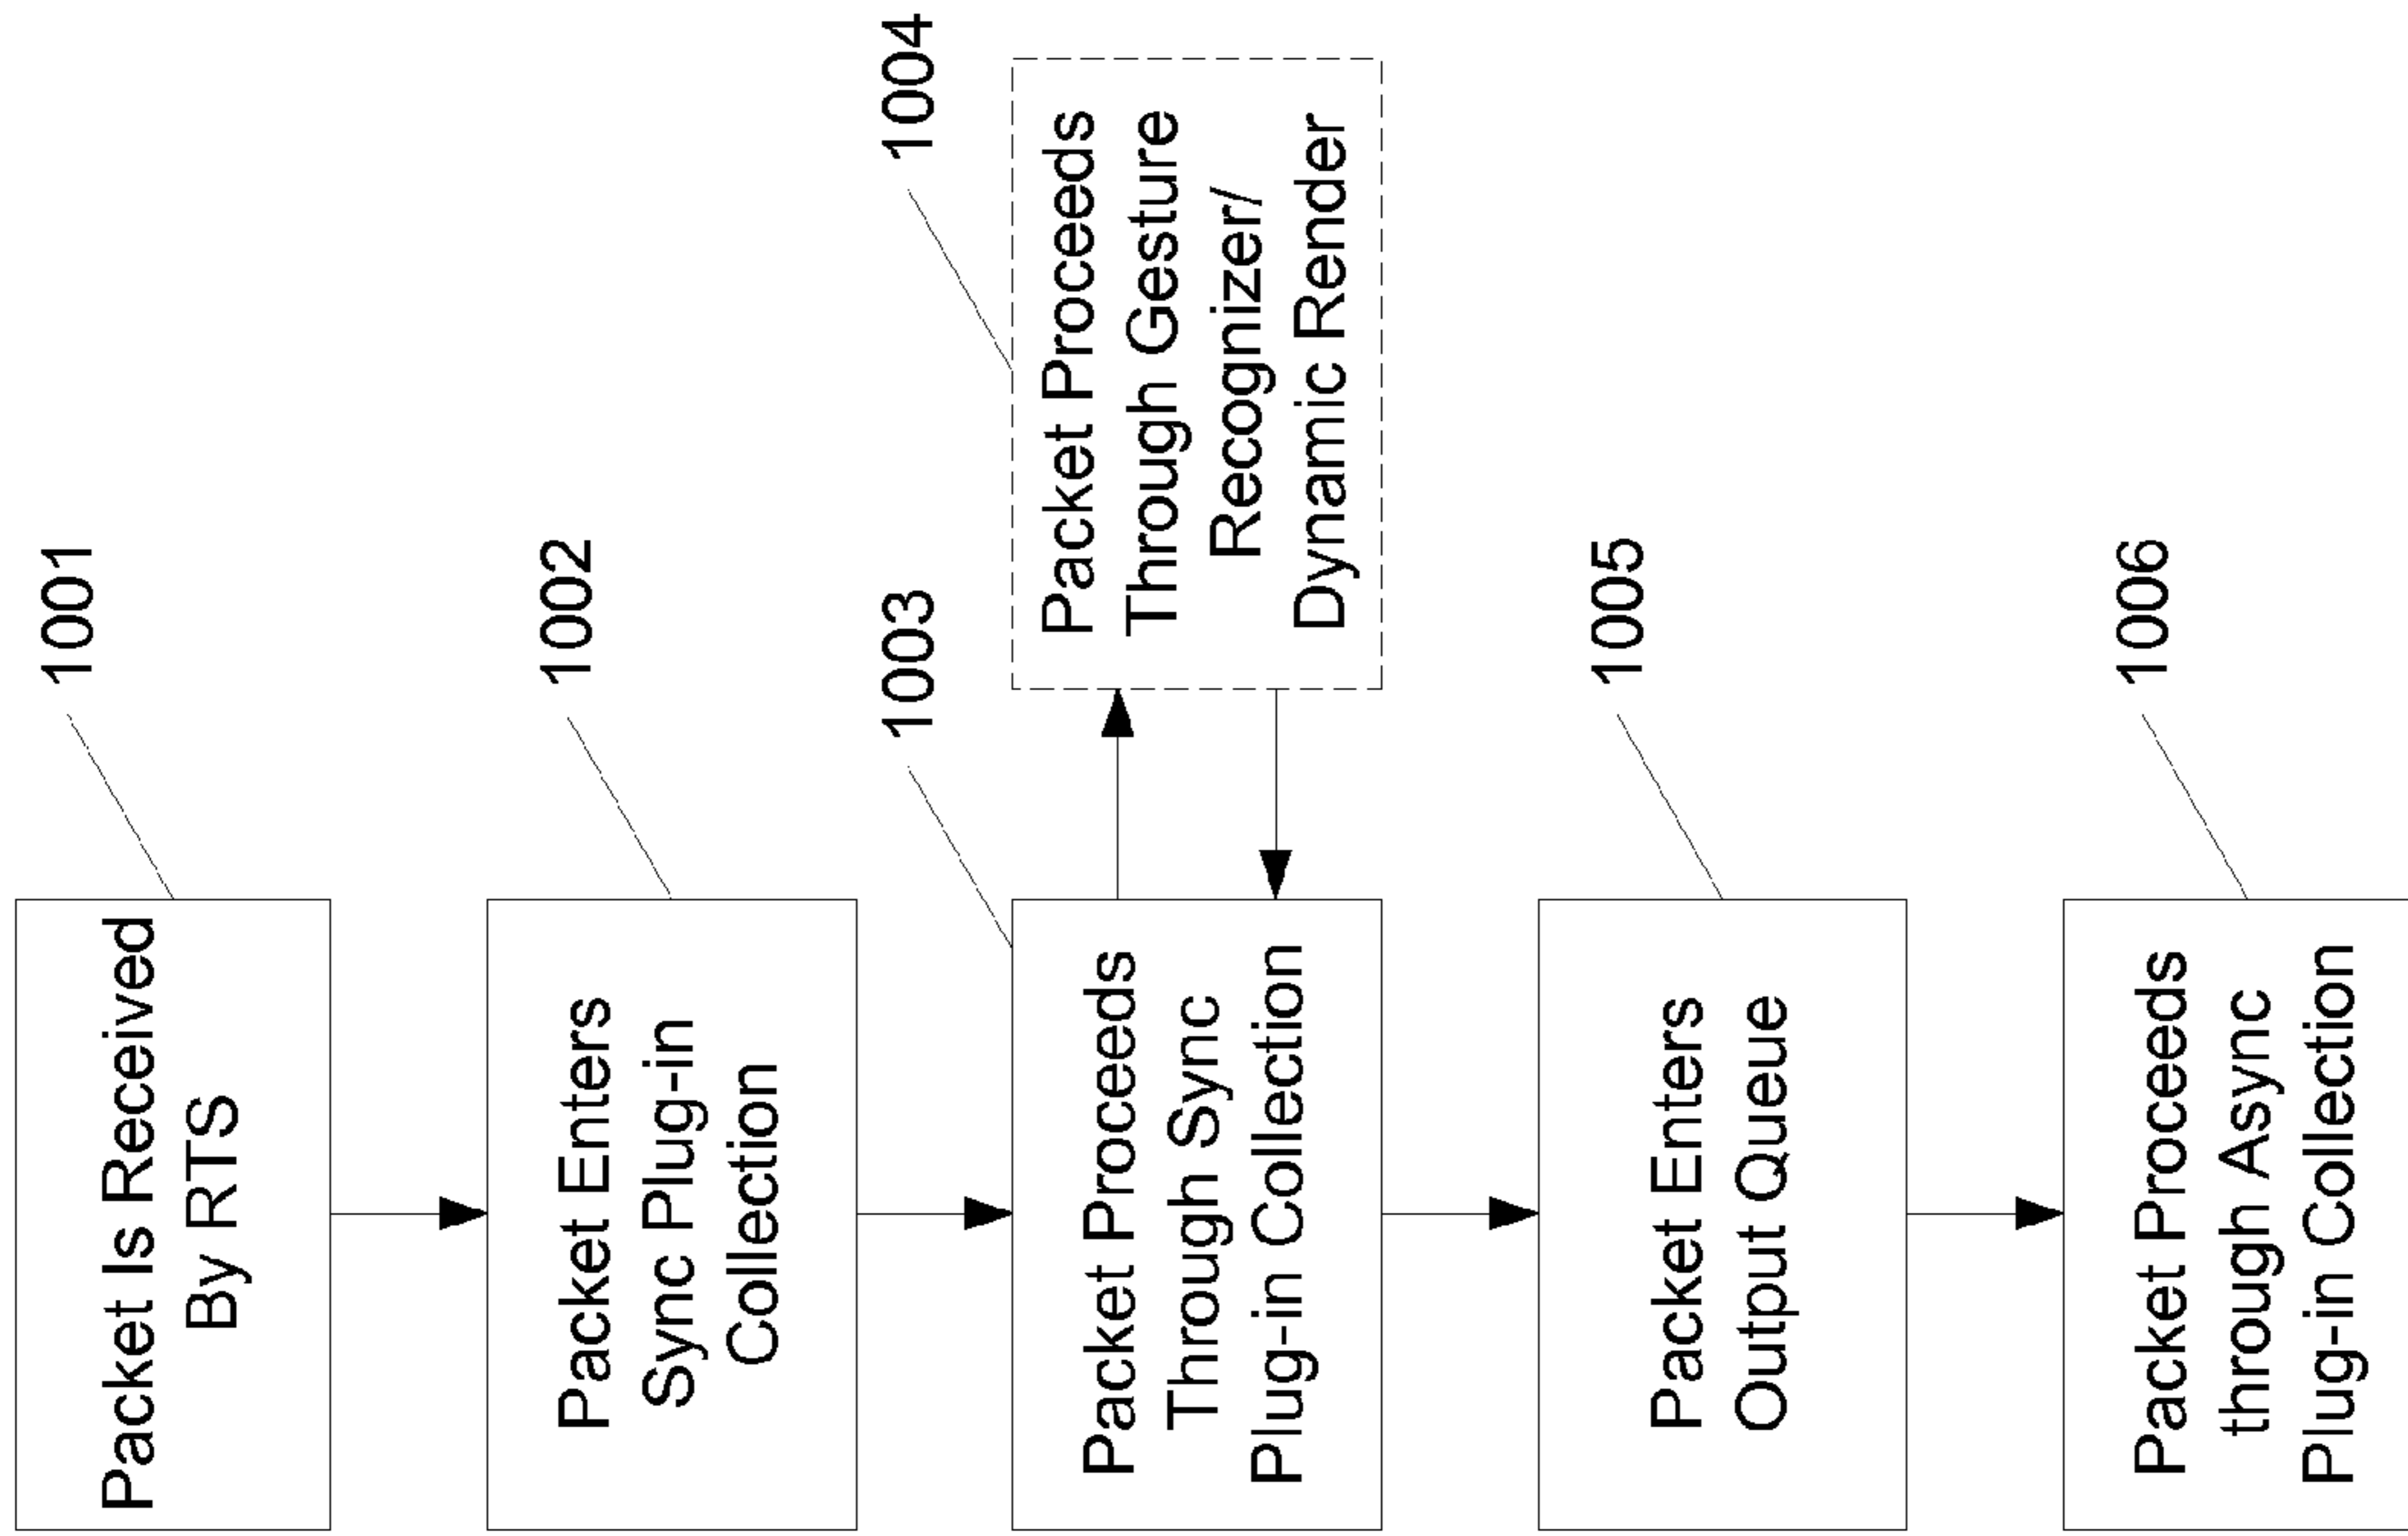 1001
Packet Is Received
By RTS
1002
Packet Enters
Sync Plug-in
Collection
1003
Packet Proceeds
Through Sync
Plug-in Collection
1004
Packet Proceeds
Through Gesture
Recognizer/
Dynamic Render
1005
Packet Enters
Output Queue
1006
Packet Proceeds
through Async
Plug-in Collection